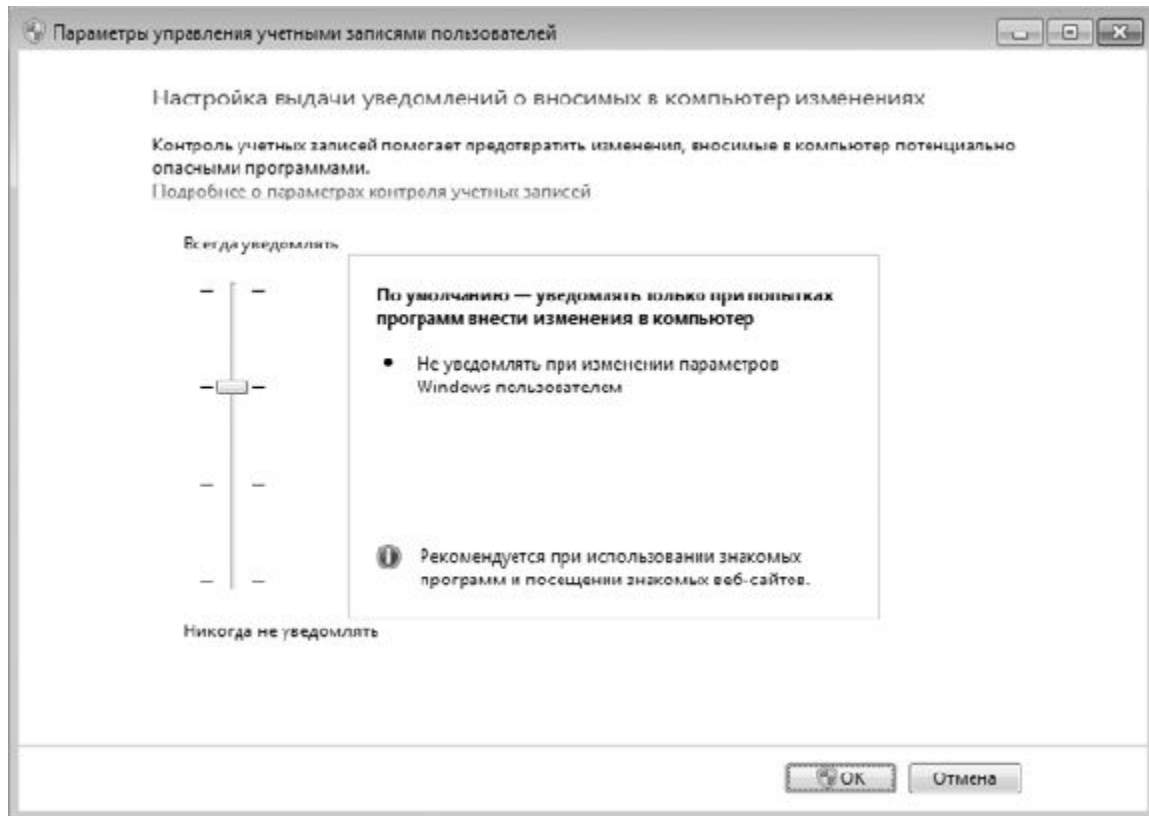 Параметры управления учетными записями пользователей
Настройка выдачи уведомлений о вносимых в компьютер изменениях
Контроль учетных записей помогает предотвратить изменения, вносимые в компьютер потенциально
опасными программами.
Подробнее о параметрах контроля учетных записей
Всегда уведомлять
По умолчанию — уведомлять только при попытках
программ внести изменения в компьютер
• Не уведомлять при изменении параметров
Windows пользователем
Рекомендуется при использовании знакомых
программ и посещении знакомых веб-сайтов.
Никогда не уведомлять
ОК
Отмена